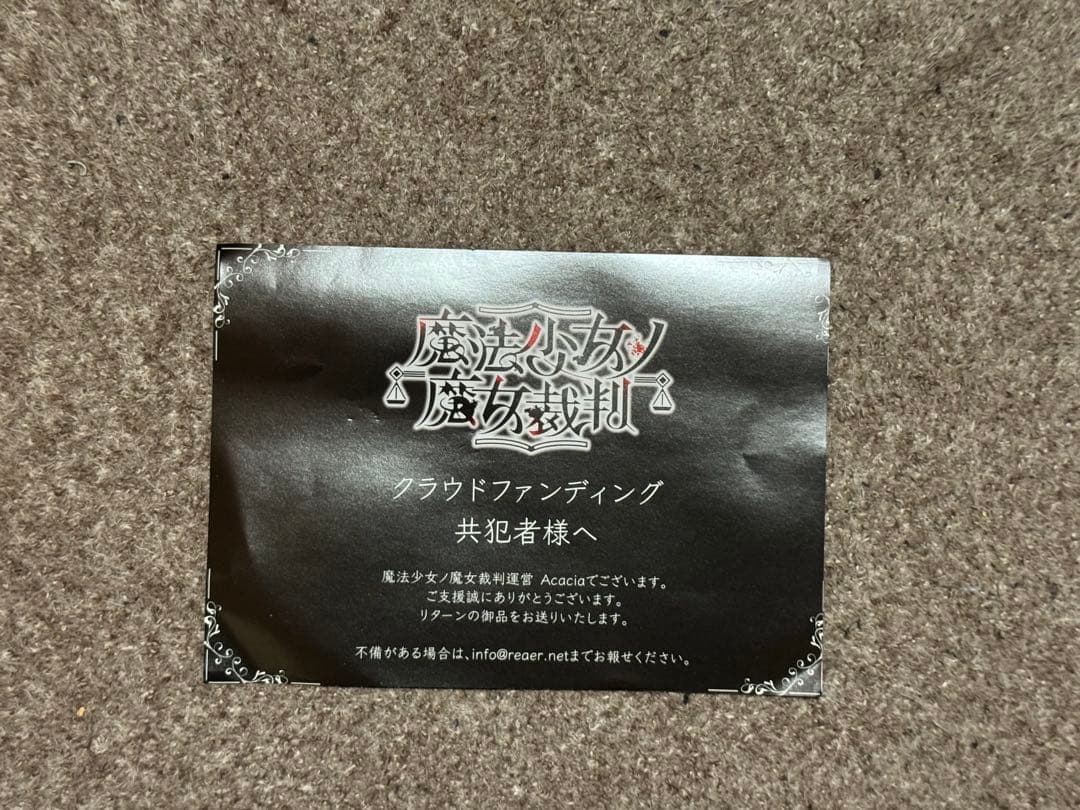 魔法少女ノ
魔女裁判
クラウドファンディング
共犯者様へ
魔法少女ノ魔女裁判運営 Acaciaでございます。
ご支援誠にありがとうございます。
リターンの御品をお送りいたします。
不備がある場合は、info@reaer.netまでお報せください。